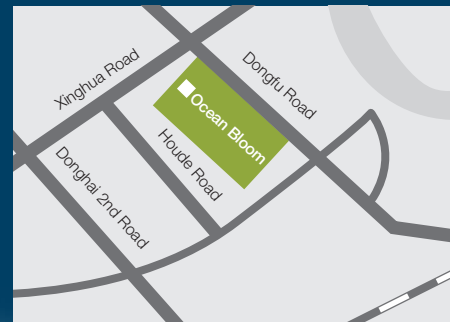 Xinghua Road
Dongfu Road
Ocean Bloom
Houde Road
Donghai 2nd Road